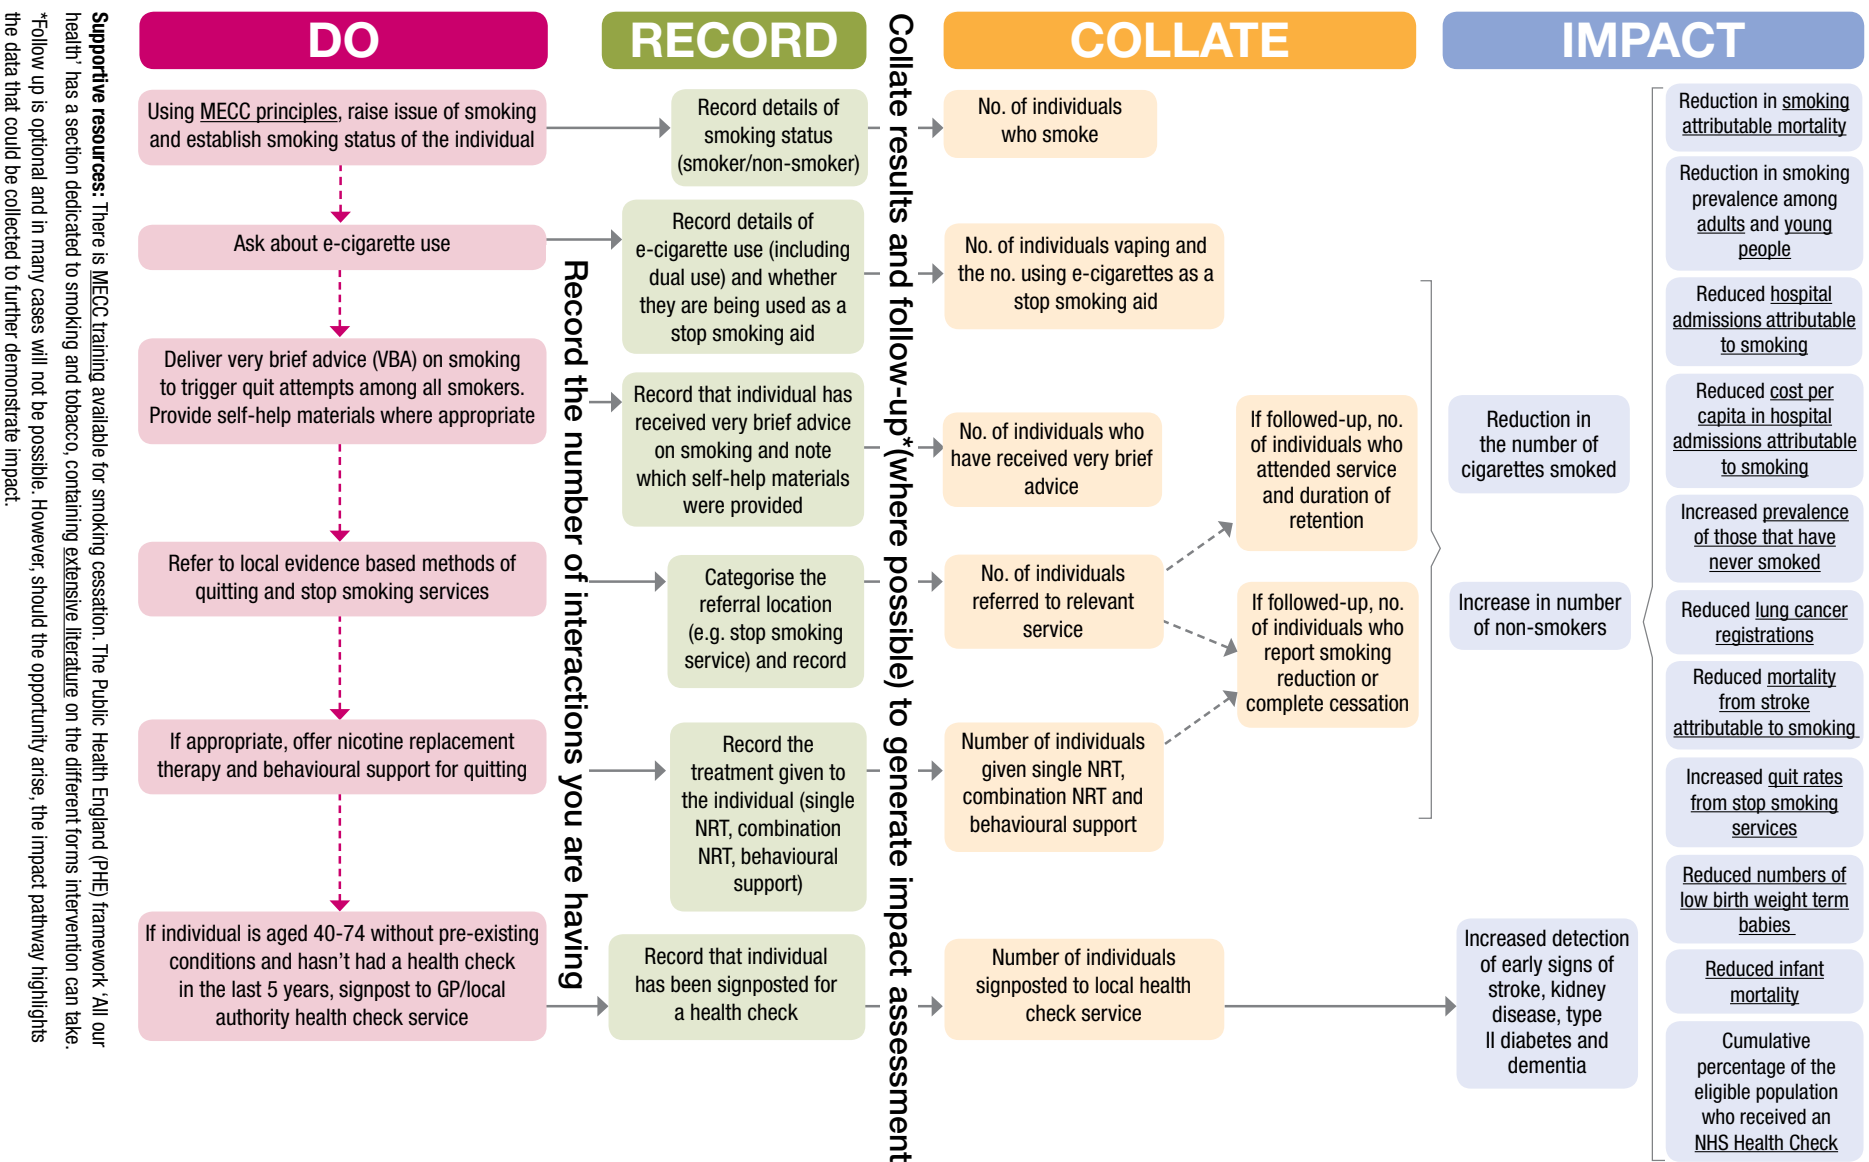 DO
Using MECC principles, raise issue of smoking
and establish smoking status of the individual
Ask about e-cigarette use
Deliver very brief advice (VBA) on smoking
to trigger quit attempts among all smokers.
Provide self-help materials where appropriate
Refer to local evidence based methods of
quitting and stop smoking services
If appropriate, offer nicotine replacement
therapy and behavioural support for quitting
If individual is aged 40-74 without pre-existing
conditions and hasn't had a health check
in the last 5 years, signpost to GP/local
authority health check service
Record the number of interactions you are having
RECORD
Record details of
smoking status
(smoker/non-smoker)
Record details of
e-cigarette use (including
dual use) and whether
they are being used as a
stop smoking aid
Record that individual has
received very brief advice
on smoking and note
which self-help materials
were provided
Categorise the
referral location
(e.g. stop smoking
service) and record
Record the
treatment given to
the individual (single
NRT, combination
NRT, behavioural
support)
Record that individual
has been signposted for
a health check
Collate results and follow-up*(where possible) to generate impact assessment
COLLATE
No. of individuals
who smoke
No. of individuals vaping and
the no. using e-cigarettes as a
stop smoking aid
No. of individuals who
have received very brief
advice
No. of individuals
referred to relevant
service
Number of individuals
given single NRT,
combination NRT and
behavioural support
Number of individuals
signposted to local health
check service
If followed-up, no.
of individuals who
attended service
and duration of
retention
If followed-up, no.
of individuals who
report smoking
reduction or
complete cessation
IMPACT
Reduction in
the number of
cigarettes smoked
Increase in number
of non-smokers
Increased detection
of early signs of
stroke, kidney
disease, type
II diabetes and
dementia
Reduction in smoking
attributable mortality
Reduction in smoking
prevalence among
adults and young
people
Reduced hospital
admissions attributable
to smoking
Reduced cost per
capita in hospital
admissions attributable
to smoking
Increased prevalence
of those that have
never smoked
Reduced lung cancer
registrations
Reduced mortality
from stroke
attributable to smoking
Increased quit rates
from stop smoking
services
Reduced numbers of
low birth weight term
babies
Reduced infant
mortality
Cumulative
percentage of the
eligible population
who received an
NHS Health Check
Supportive resources: There is MECC training available for smoking cessation. The Public Health England (PHE) framework 'All our
health' has a section dedicated to smoking and tobacco, containing extensive literature on the different forms intervention can take.
*Follow up is optional and in many cases will not be possible. However, should the opportunity arise, the impact pathway highlights
the data that could be collected to further demonstrate impact.